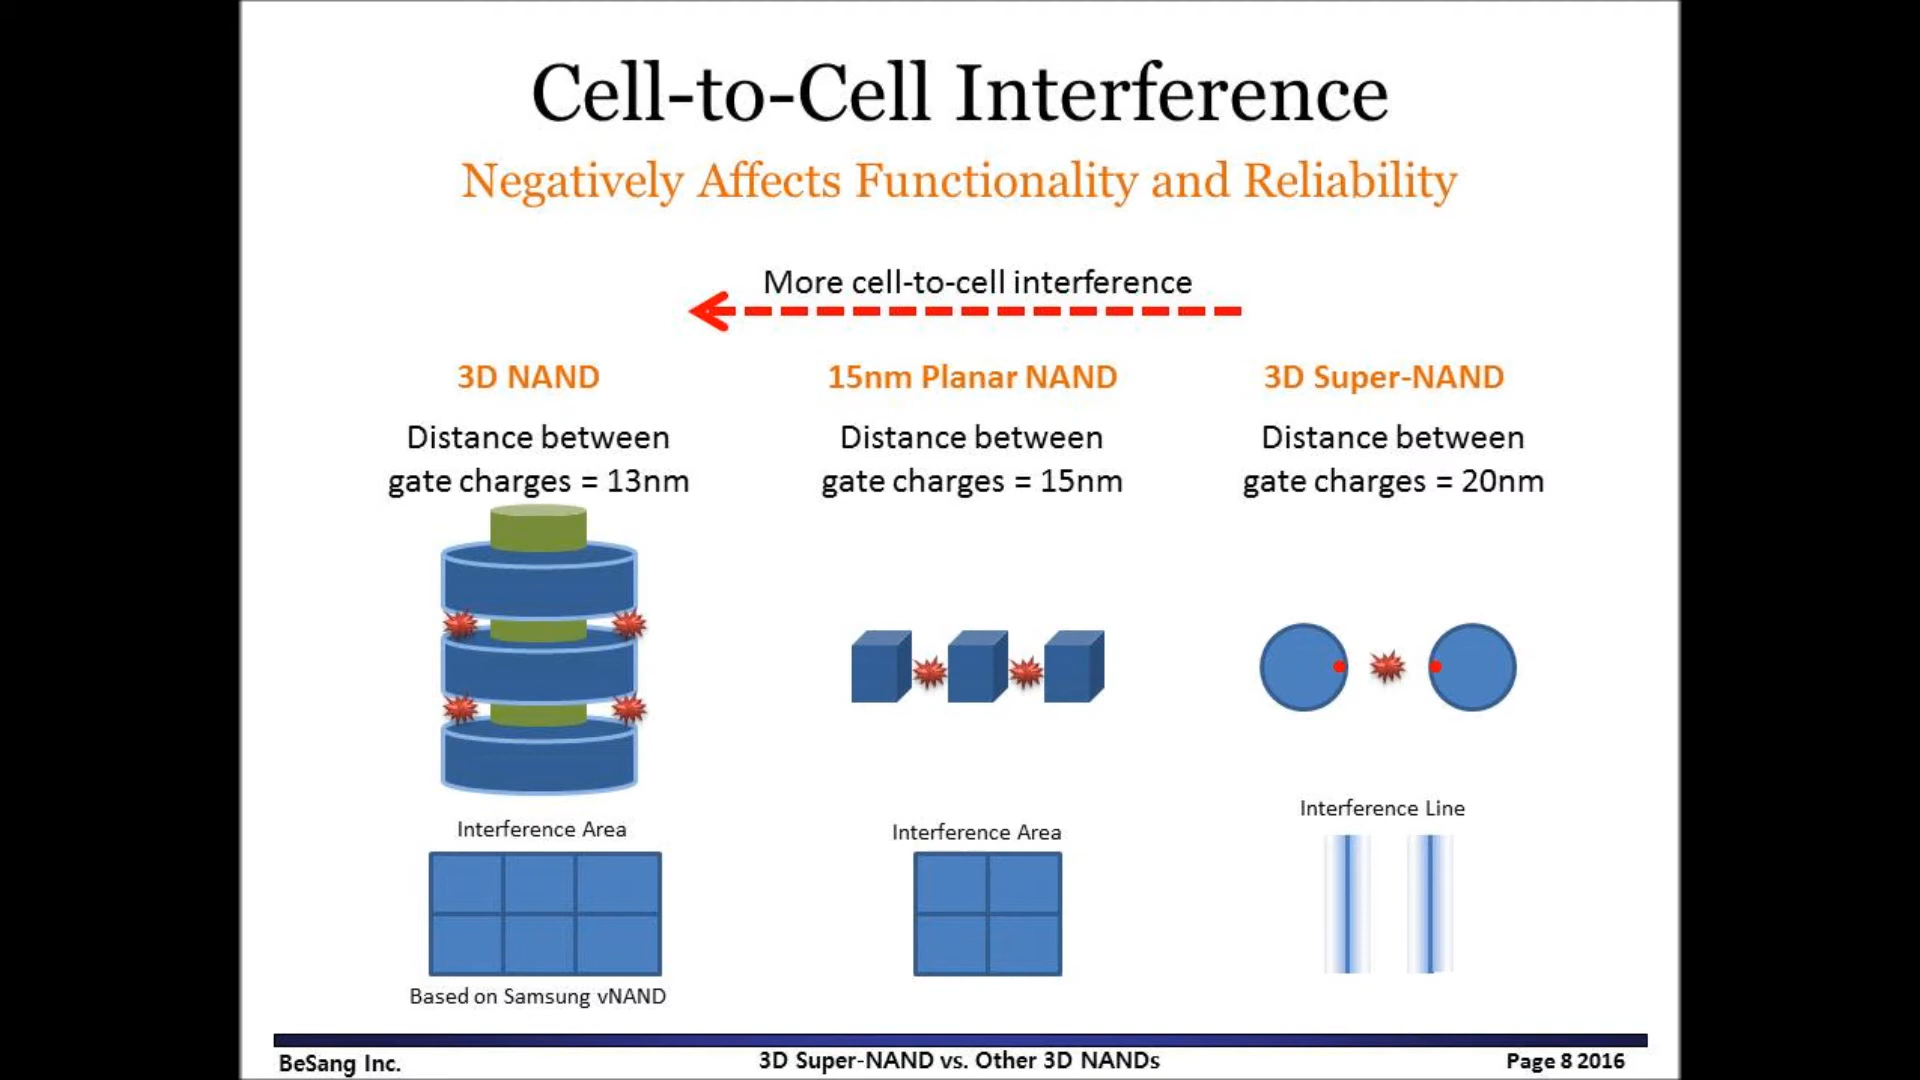 Cell-to-Cell Interference
Negatively Affects Functionality and Reliability
More cell-to-cell interference
3D NAND
Distance between
gate charges = 13nm
Interference Area
Based on Samsung vNAND
15nm Planar NAND
Distance between
gate charges = 15nm
Interference Area
3D Super-NAND
Distance between
gate charges = 20nm
Interference Line
BeSang Inc.
3D Super-NAND vs. Other 3D NANDs
Page 8 2016